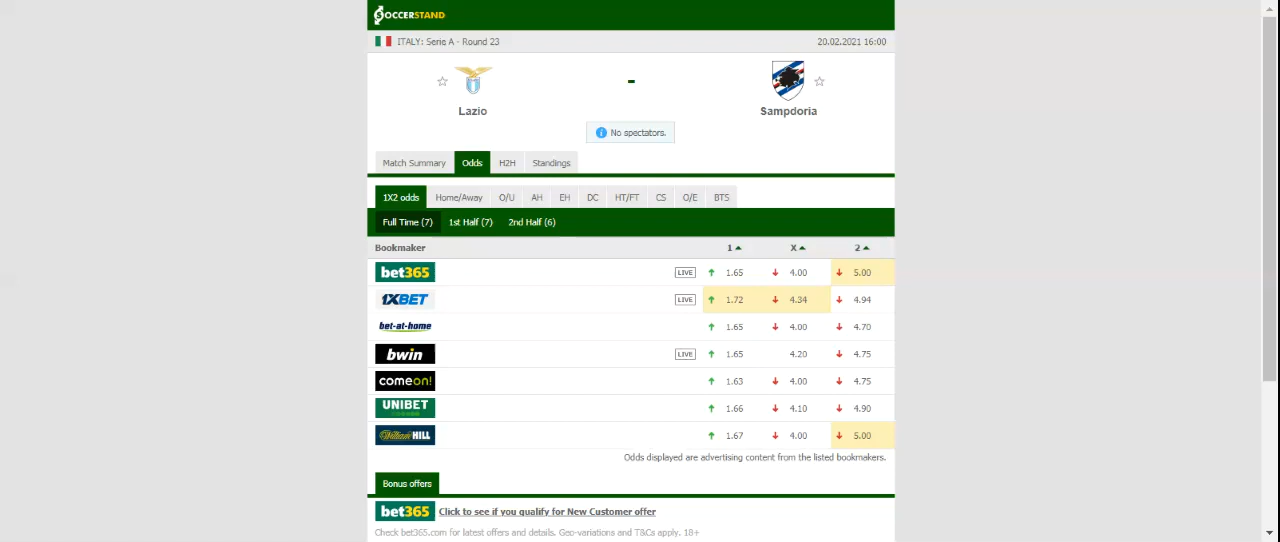 SOCCERSTAND
ITALY: Serie A - Round 23 20.02.2021 16:00
-
Lazio Sampdoria
No spectators.
Match Summary Odds H2H Standings
1X2 odds Home/Away O/U AH EH DC HT/FT CS O/E BTS
Full Time (7) 1st Half (7) 2nd Half (6)
Bookmaker 1 X 2
bet365 LIVE 1.65 4.00 5.00
1XBET LIVE 1.72 4.34 4.94
bet-at-home 1.65 4.00 4.70
bwin LIVE 1.65 4.20 4.75
comeon! 1.63 4.00 4.75
UNIBET 1.66 4.10 4.90
William HILL 1.67 4.00 5.00
Odds displayed are advertising content from the listed bookmakers.
Bonus offers
bet365 Click to see if you qualify for New Customer offer
Check bet365.com for latest offers and details. Geo-variations and T&Cs apply. 18+